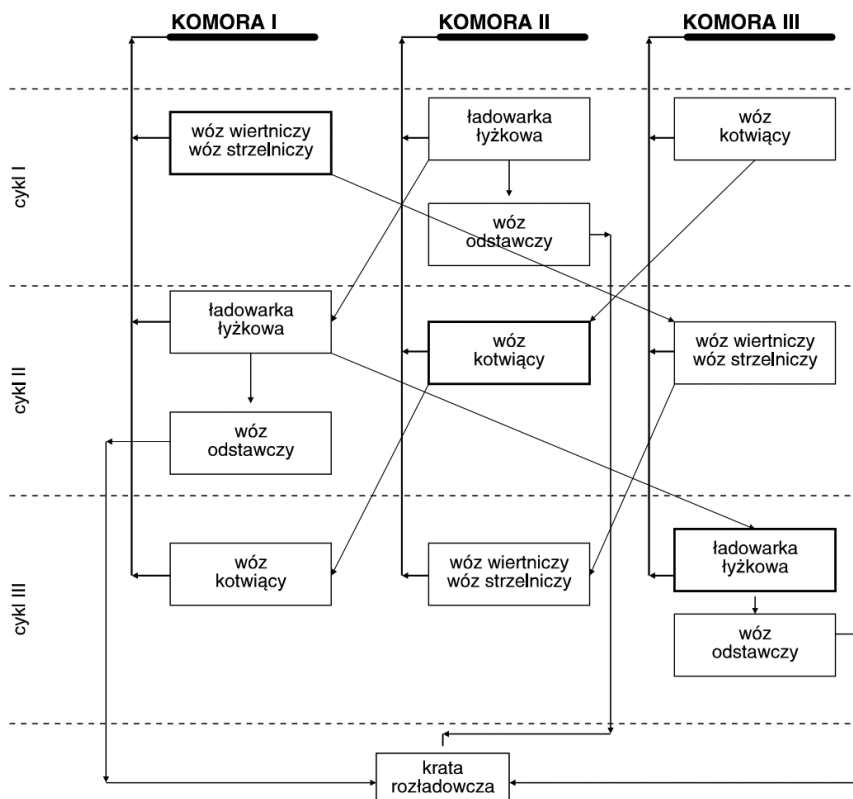 KOMORA I
KOMORA II
KOMORA III
cykl I
wóz wiertniczy
wóz strzelniczy
ładowarka
łyżkowa
wóz
kotwiący
wóz
odstawczy
cykl II
ładowarka
łyżkowa
wóz
kotwiący
wóz wiertniczy
wóz strzelniczy
wóz
odstawczy
cykl III
wóz
kotwiący
wóz wiertniczy
wóz strzelniczy
ładowarka
łyżkowa
wóz
odstawczy
krata
rozładowcza